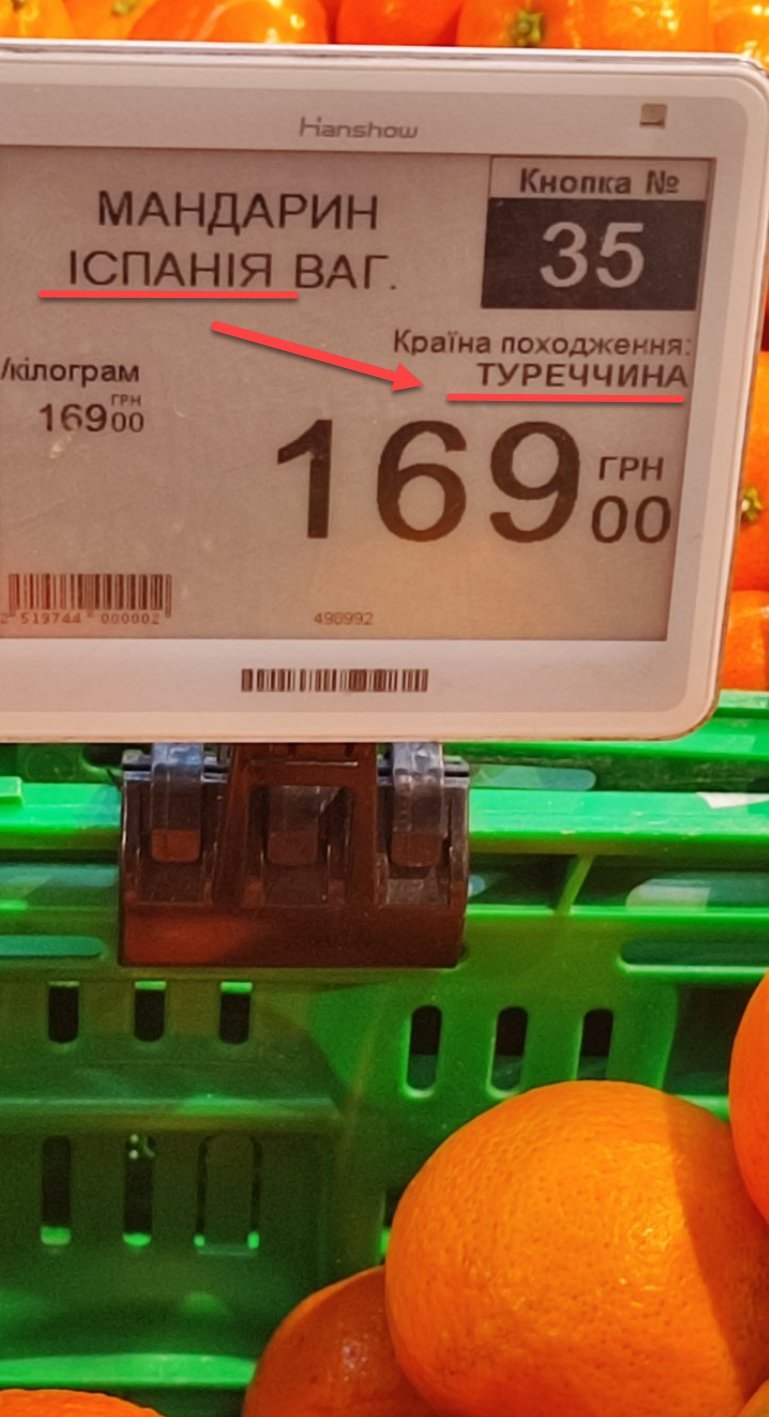 Hanshow
МАНДАРИН
ІСПАНІЯ ВАГ.
Кнопка №
35
Країна походження:
ТУРЕЧЧИНА
/кілограм
169 ГРН 00
169 ГРН 00
2 519744 000002
498992